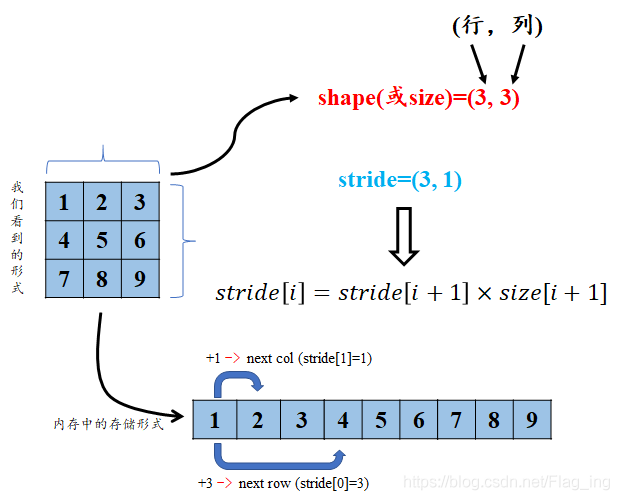 (行，列)
shape(或size)=(3, 3)
stride=(3, 1)
我们看到的形式
1 2 3
4 5 6
7 8 9
stride[i] = stride[i + 1] × size[i + 1]
+1 -> next col (stride[1]=1)
内存中的存储形式
1 2 3 4 5 6 7 8 9
+3 -> next row (stride[0]=3)
https://blog.csdn.net/Flag_ing